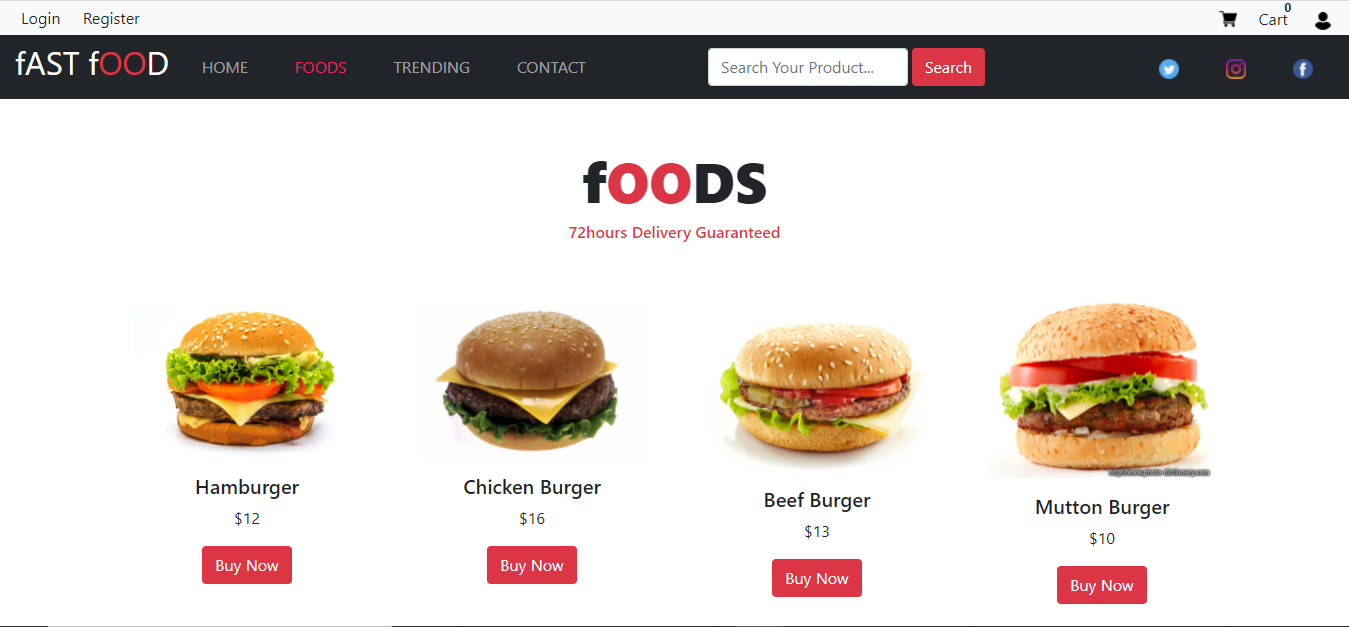 Login Register 0 Cart
fAST fOOD HOME FOODS TRENDING CONTACT Search Your Product... Search
fOODS
72hours Delivery Guaranteed
Hamburger Chicken Burger Beef Burger Mutton Burger
$12 $16 $13 $10
Buy Now Buy Now Buy Now Buy Now